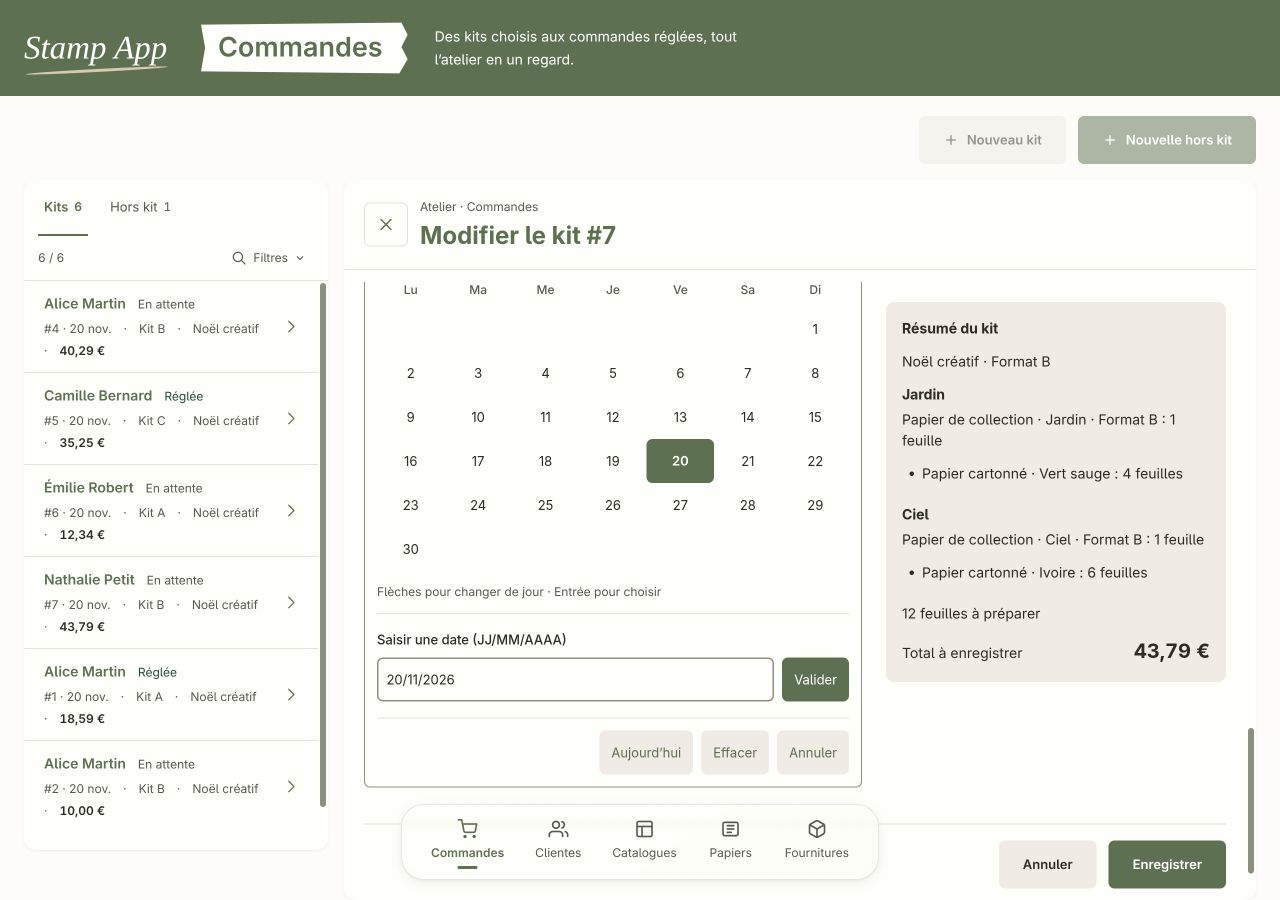 Stamp App
Commandes
Des kits choisis aux commandes réglées, tout
l’atelier en un regard.
Nouveau kit
Nouvelle hors kit
Kits 6
Hors kit 1
6 / 6
Filtres
Alice Martin En attente
#4 · 20 nov. · Kit B · Noël créatif
· 40,29 €
Camille Bernard Réglée
#5 · 20 nov. · Kit C · Noël créatif
· 35,25 €
Émilie Robert En attente
#6 · 20 nov. · Kit A · Noël créatif
· 12,34 €
Nathalie Petit En attente
#7 · 20 nov. · Kit B · Noël créatif
· 43,79 €
Alice Martin Réglée
#1 · 20 nov. · Kit A · Noël créatif
· 18,59 €
Alice Martin En attente
#2 · 20 nov. · Kit B · Noël créatif
· 10,00 €
Atelier · Commandes
Modifier le kit #7
Lu Ma Me Je Ve Sa Di
1
2 3 4 5 6 7 8
9 10 11 12 13 14 15
16 17 18 19 20 21 22
23 24 25 26 27 28 29
30
Flèches pour changer de jour · Entrée pour choisir
Saisir une date (JJ/MM/AAAA)
20/11/2026
Valider
Aujourd’hui
Effacer
Annuler
Résumé du kit
Noël créatif · Format B
Jardin
Papier de collection · Jardin · Format B : 1
feuille
• Papier cartonné · Vert sauge : 4 feuilles
Ciel
Papier de collection · Ciel · Format B : 1 feuille
• Papier cartonné · Ivoire : 6 feuilles
12 feuilles à préparer
Total à enregistrer 43,79 €
Annuler
Enregistrer
Commandes
Clientes
Catalogues
Papiers
Fournitures